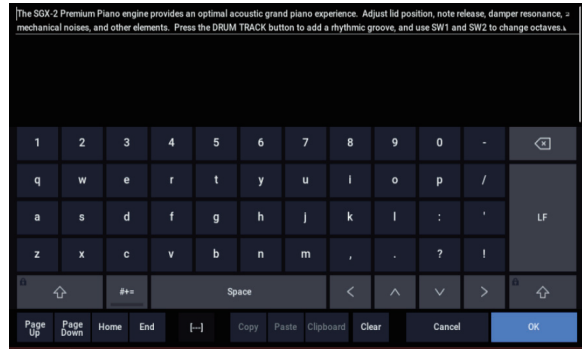 The SGX-2 Premium Piano engine provides an optimal acoustic grand piano experience. Adjust lid position, note release, damper resonance,
mechanical noises, and other elements. Press the DRUM TRACK button to add a rhythmic groove, and use SW1 and SW2 to change octaves.
1 2 3 4 5 6 7 8 9 0 -
q w e r t y u i o p /
a s d f g h j k l : ' LF
z x c v b n m , . ? !
#+= Space
Page Up Page Down Home End [...] Copy Paste Clipboard Clear Cancel OK